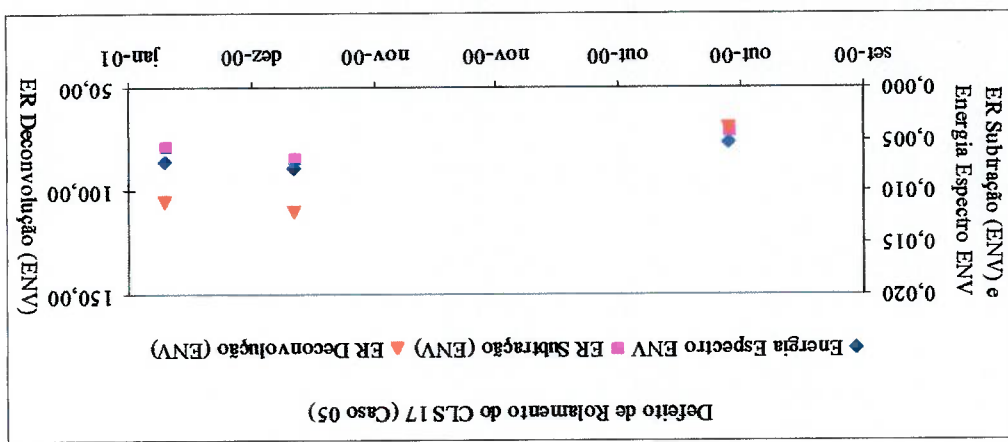 Defeito de Rolamento do CLS17 (Caso 05)
Energia Espectro ENV ER Subtração (ENV) ER Deconvolução (ENV)
ER Subtração (ENV) e
Energia Espectro ENV
0,020
0,015
0,010
0,005
0,000
150,00
100,00
50,00
ER Deconvolução (ENV)
set-00 out-00 out-00 nov-00 nov-00 dez-00 jan-01